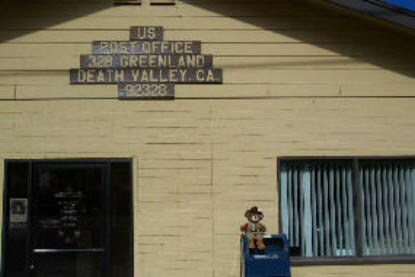 US
POST OFFICE
328 GREENLAND
DEATH VALLEY, CA.
92328